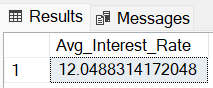 Results Messages
Avg_Interest_Rate
1 12.0488314172048